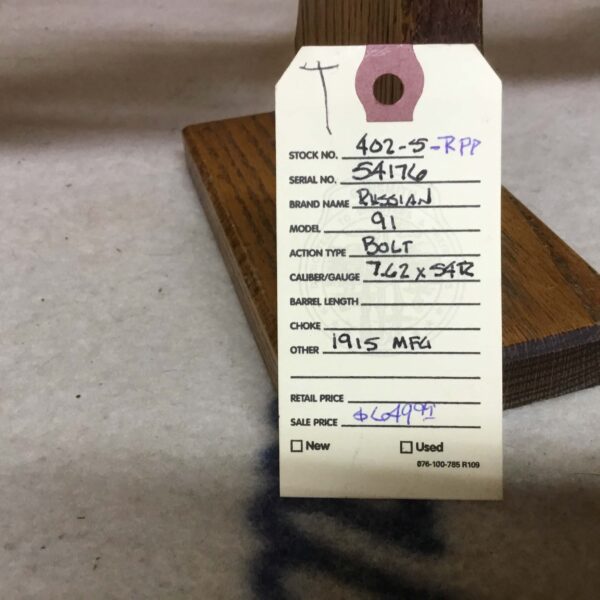 T
STOCK NO. 402-5-RPP
SERIAL NO. 54176
BRAND NAME RUSSIAN
MODEL 91
ACTION TYPE BOLT
CALIBER/GAUGE 7.62 x 54R
BARREL LENGTH
CHOKE
OTHER 1915 MFG
RETAIL PRICE
SALE PRICE $649.99
New Used
076-100-785 R109